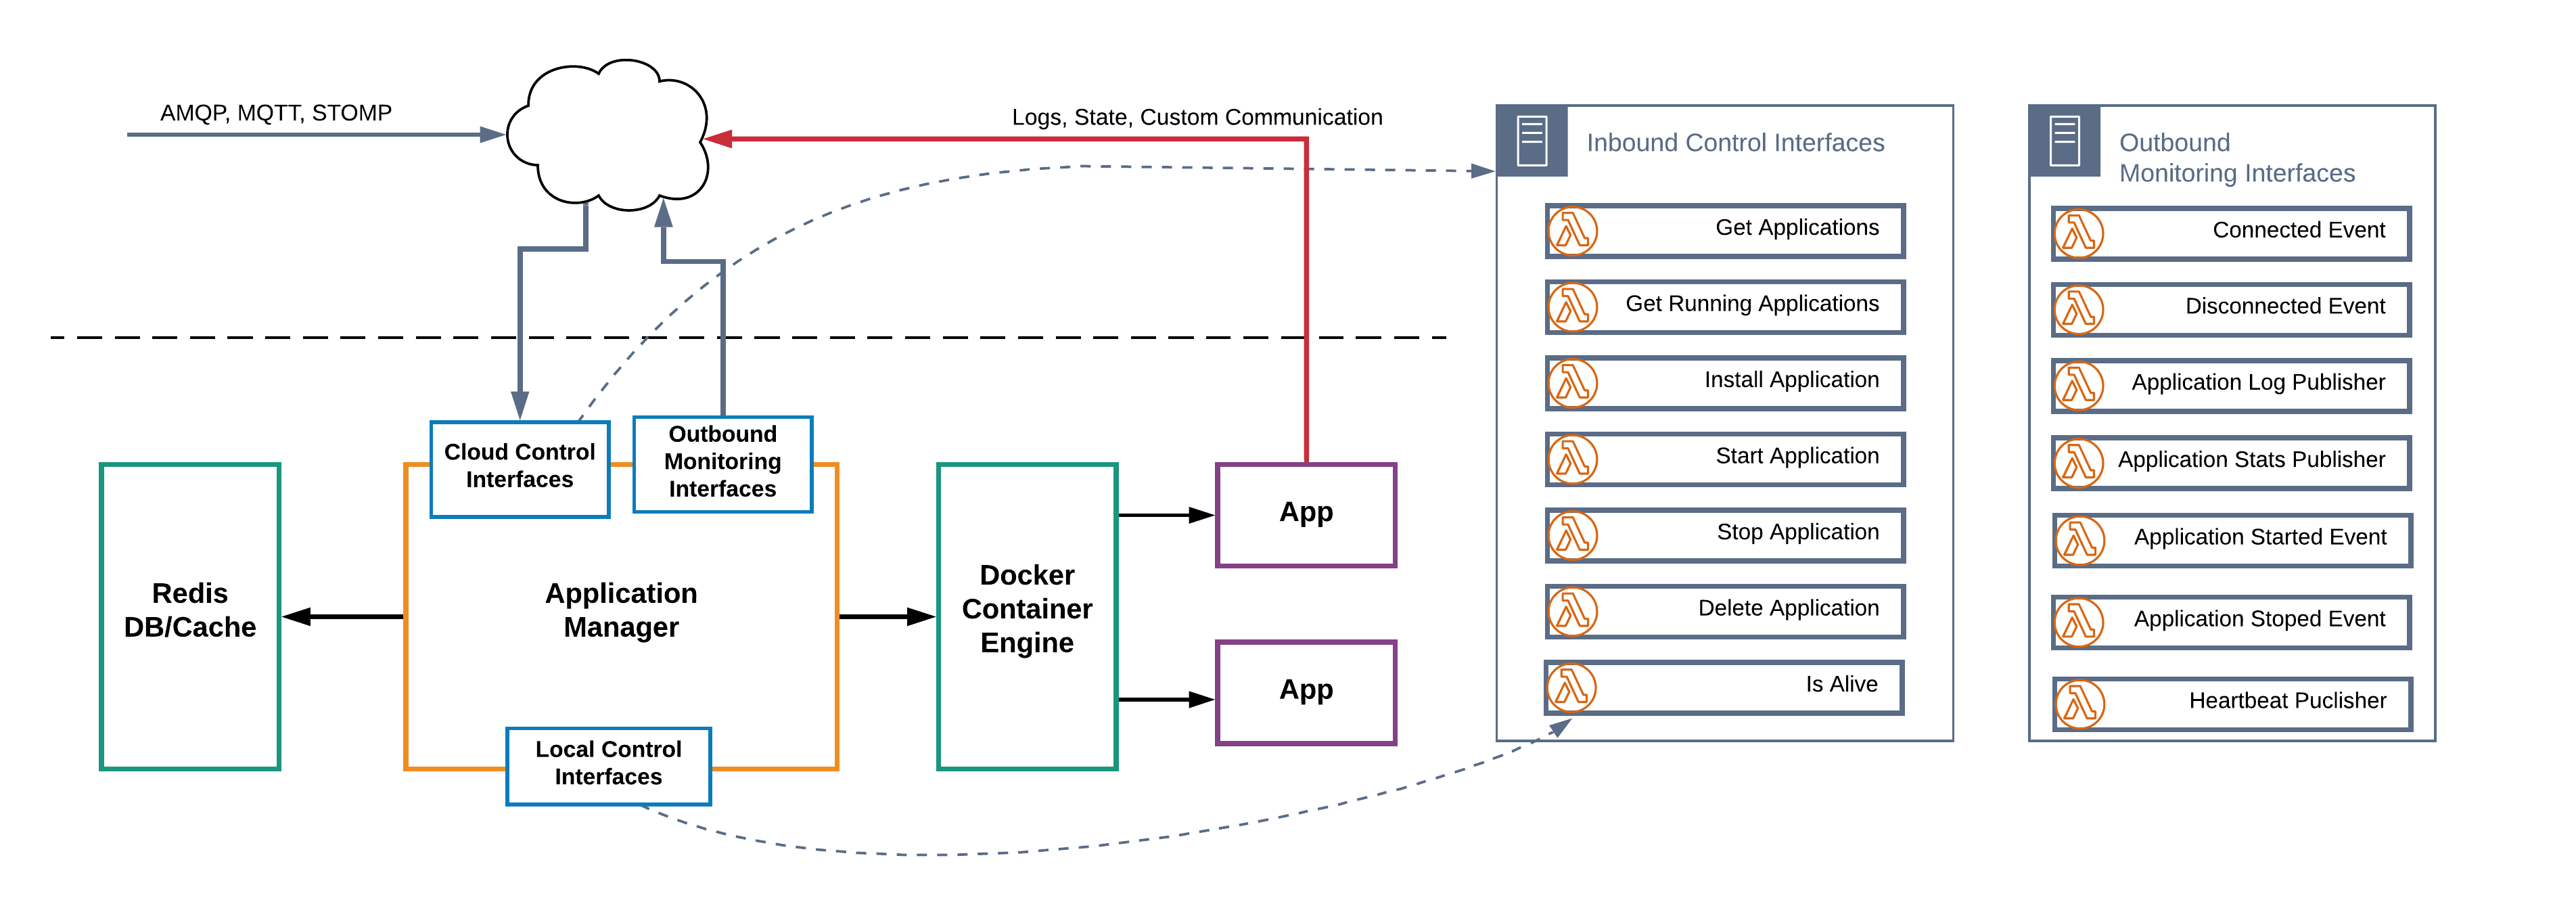 AMQP, MQTT, STOMP
Logs, State, Custom Communication
Cloud Control
Interfaces
Outbound
Monitoring
Interfaces
Redis
DB/Cache
Application
Manager
Local Control
Interfaces
Docker
Container
Engine
App
App
Inbound Control Interfaces
Get Applications
Get Running Applications
Install Application
Start Application
Stop Application
Delete Application
Is Alive
Outbound
Monitoring Interfaces
Connected Event
Disconnected Event
Application Log Publisher
Application Stats Publisher
Application Started Event
Application Stoped Event
Heartbeat Puclisher